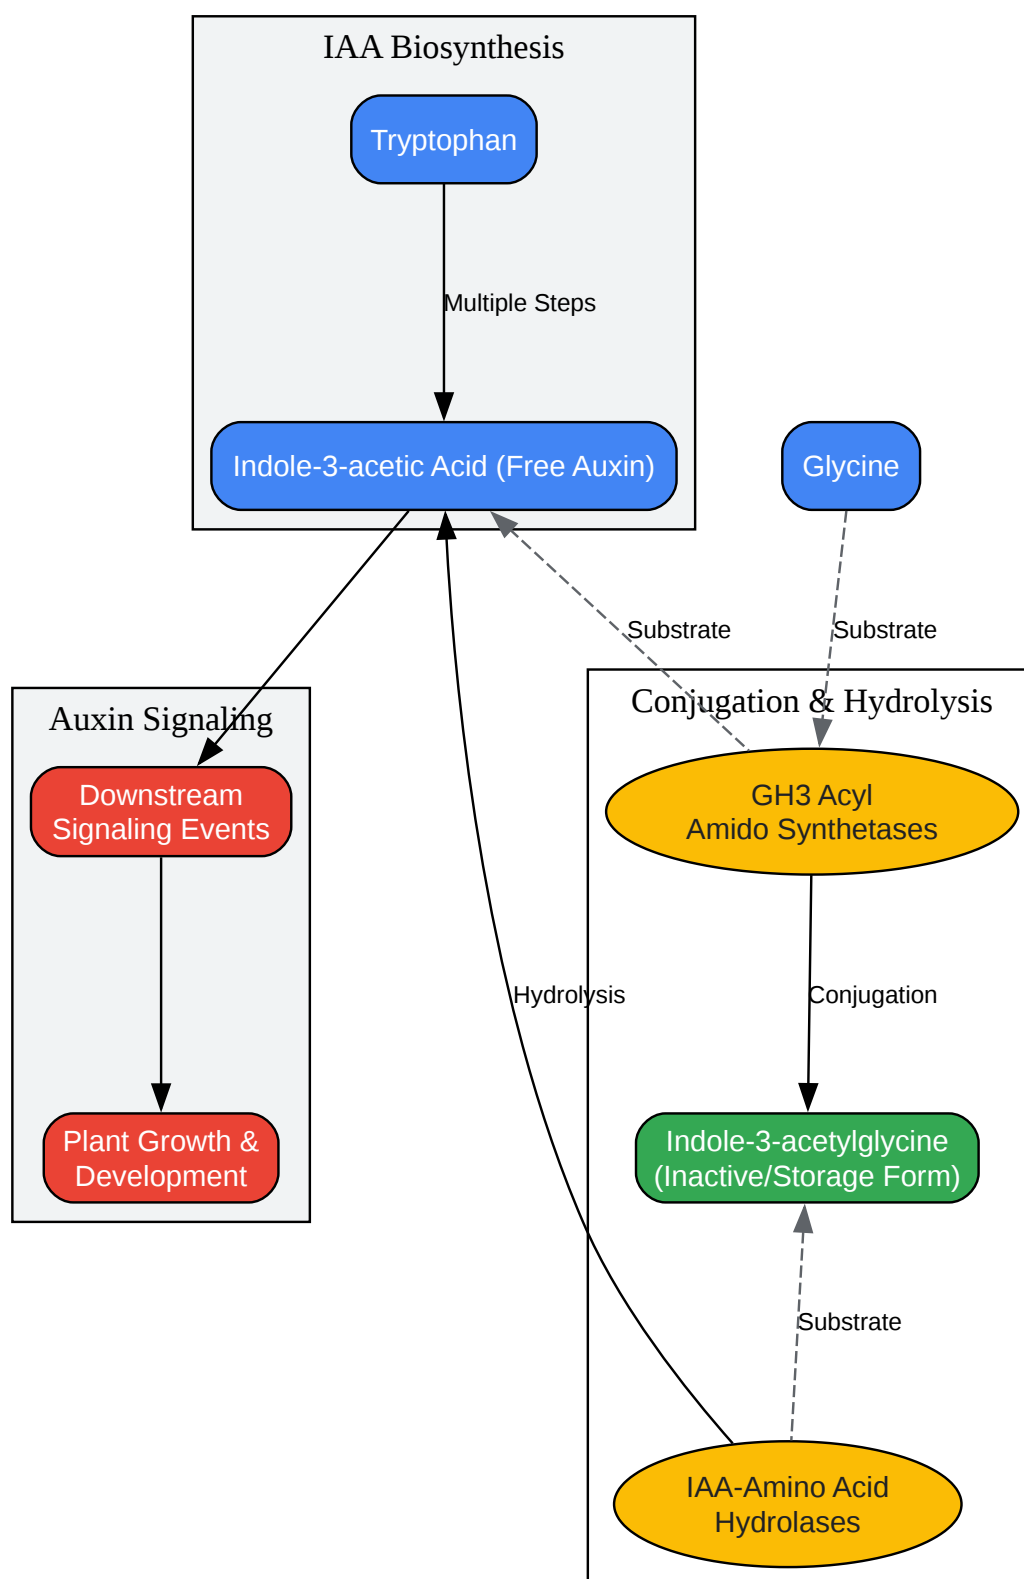 IAA Biosynthesis
Tryptophan
Multiple Steps
Indole-3-acetic Acid (Free Auxin)
Glycine
Substrate
Substrate
Auxin Signaling
Conjugation & Hydrolysis
Downstream
Signaling Events
GH3 Acyl
Amido Synthetases
Hydrolysis
Conjugation
Plant Growth &
Development
Indole-3-acetylglycine
(Inactive/Storage Form)
Substrate
IAA-Amino Acid
Hydrolases